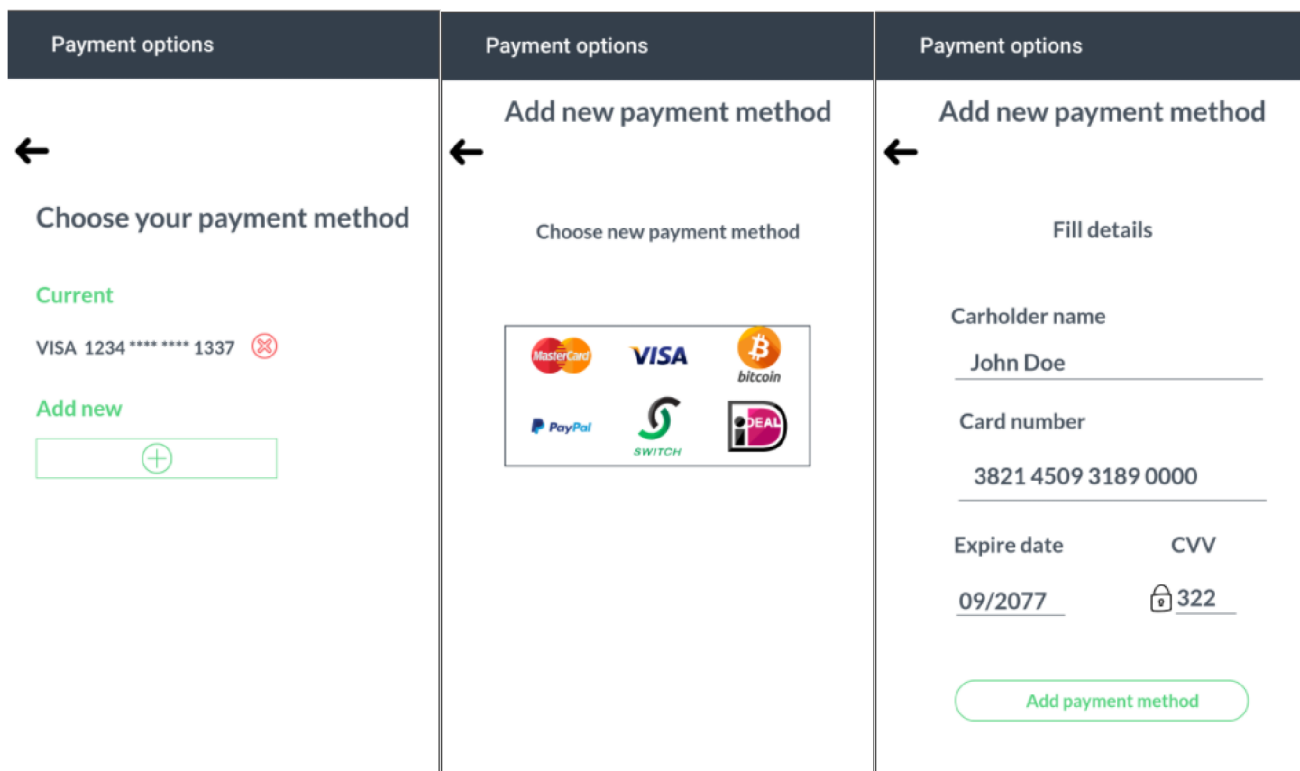 Payment options
Choose your payment method
Current
VISA 1234 **** **** 1337
Add new
Payment options
Add new payment method
Choose new payment method
MasterCard VISA bitcoin
PayPal SWITCH iDEAL
Payment options
Add new payment method
Fill details
Carholder name
John Doe
Card number
3821 4509 3189 0000
Expire date CVV
09/2077 322
Add payment method